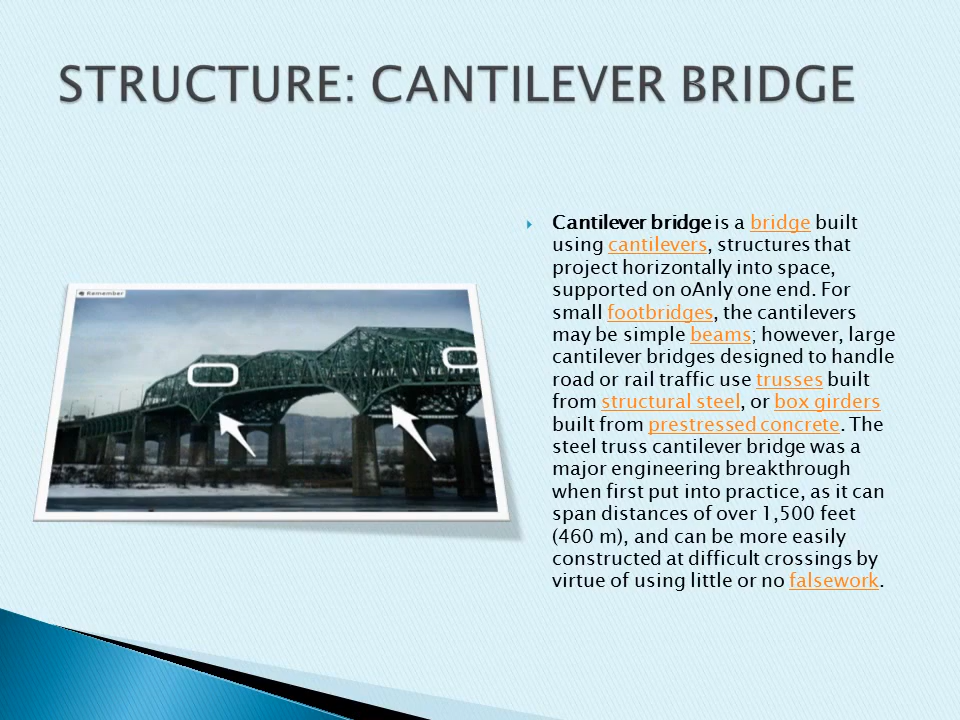 STRUCTURE: CANTILEVER BRIDGE
Remember
Cantilever bridge is a bridge built
using cantilevers, structures that
project horizontally into space,
supported on oAnly one end. For
small footbridges, the cantilevers
may be simple beams; however, large
cantilever bridges designed to handle
road or rail traffic use trusses built
from structural steel, or box girders
built from prestressed concrete. The
steel truss cantilever bridge was a
major engineering breakthrough
when first put into practice, as it can
span distances of over 1,500 feet
(460 m), and can be more easily
constructed at difficult crossings by
virtue of using little or no falsework.